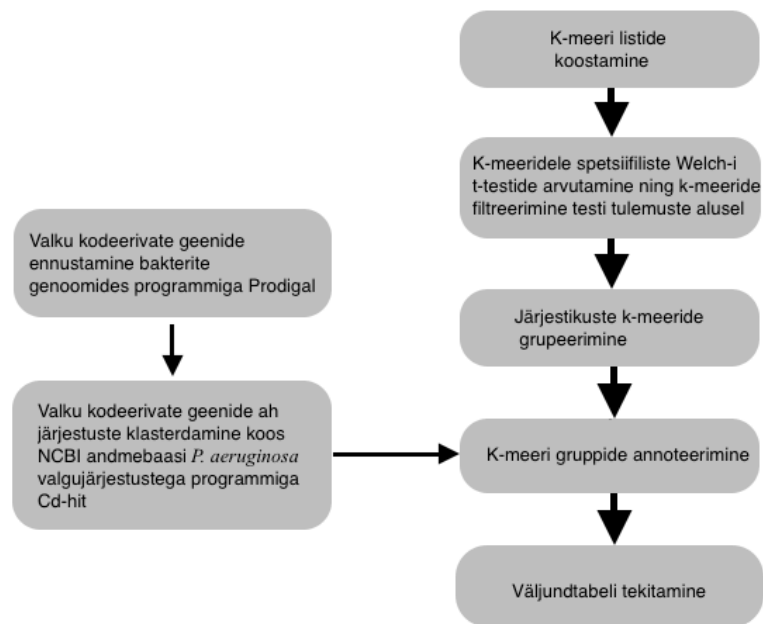 K-meeri listide
koostamine
K-meeridele spetsiifiliste Welch-i
t-testide arvutamine ning k-meeride
filtreerimine testi tulemuste alusel
Valku kodeerivate geenide
ennustamine bakterite
genoomides programmiga Prodigal
Järjestikuste k-meeride
grupeerimine
Valku kodeerivate geenide ah
järjestuste klasterdamine koos
NCBI andmebaasi P. aeruginosa
valgujärjestustega programmiga
Cd-hit
K-meeri gruppide annoteerimine
Väljundtabeli tekitamine